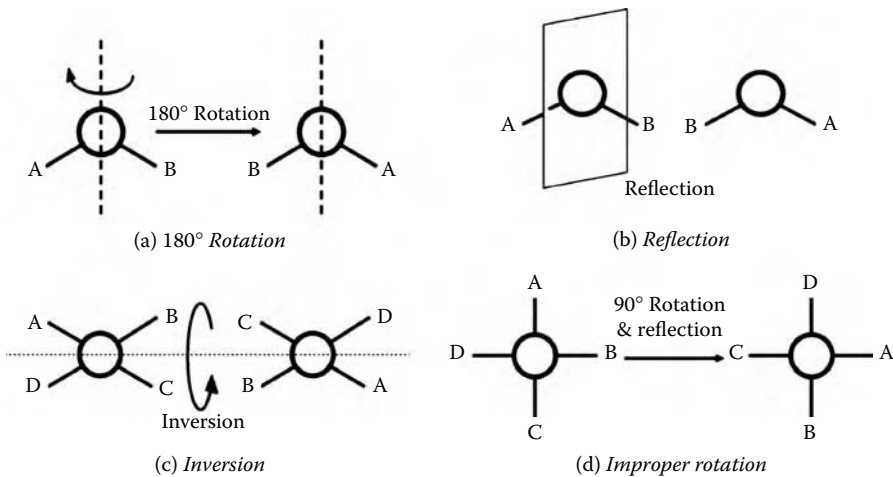 180° Rotation
A B B A
(a) 180° Rotation
A B B A
Reflection
(b) Reflection
A B C D
D C B A
Inversion
(c) Inversion
A D
90° Rotation
& reflection
D B C A
C B
(d) Improper rotation